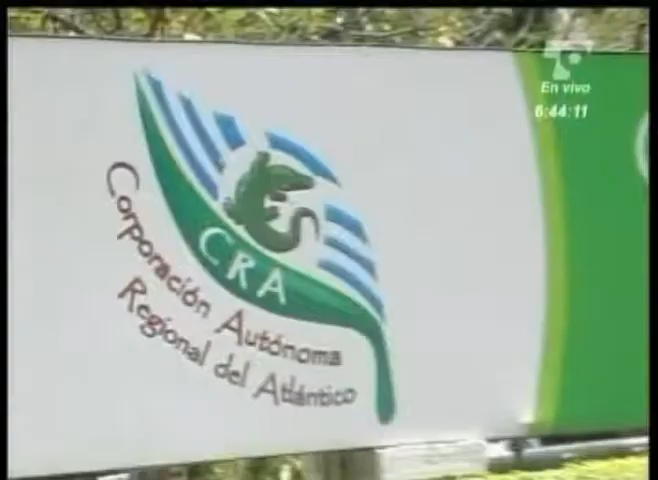 En vivo
6:44:11
CRA
Corporación Autónoma
Regional del Atlántico